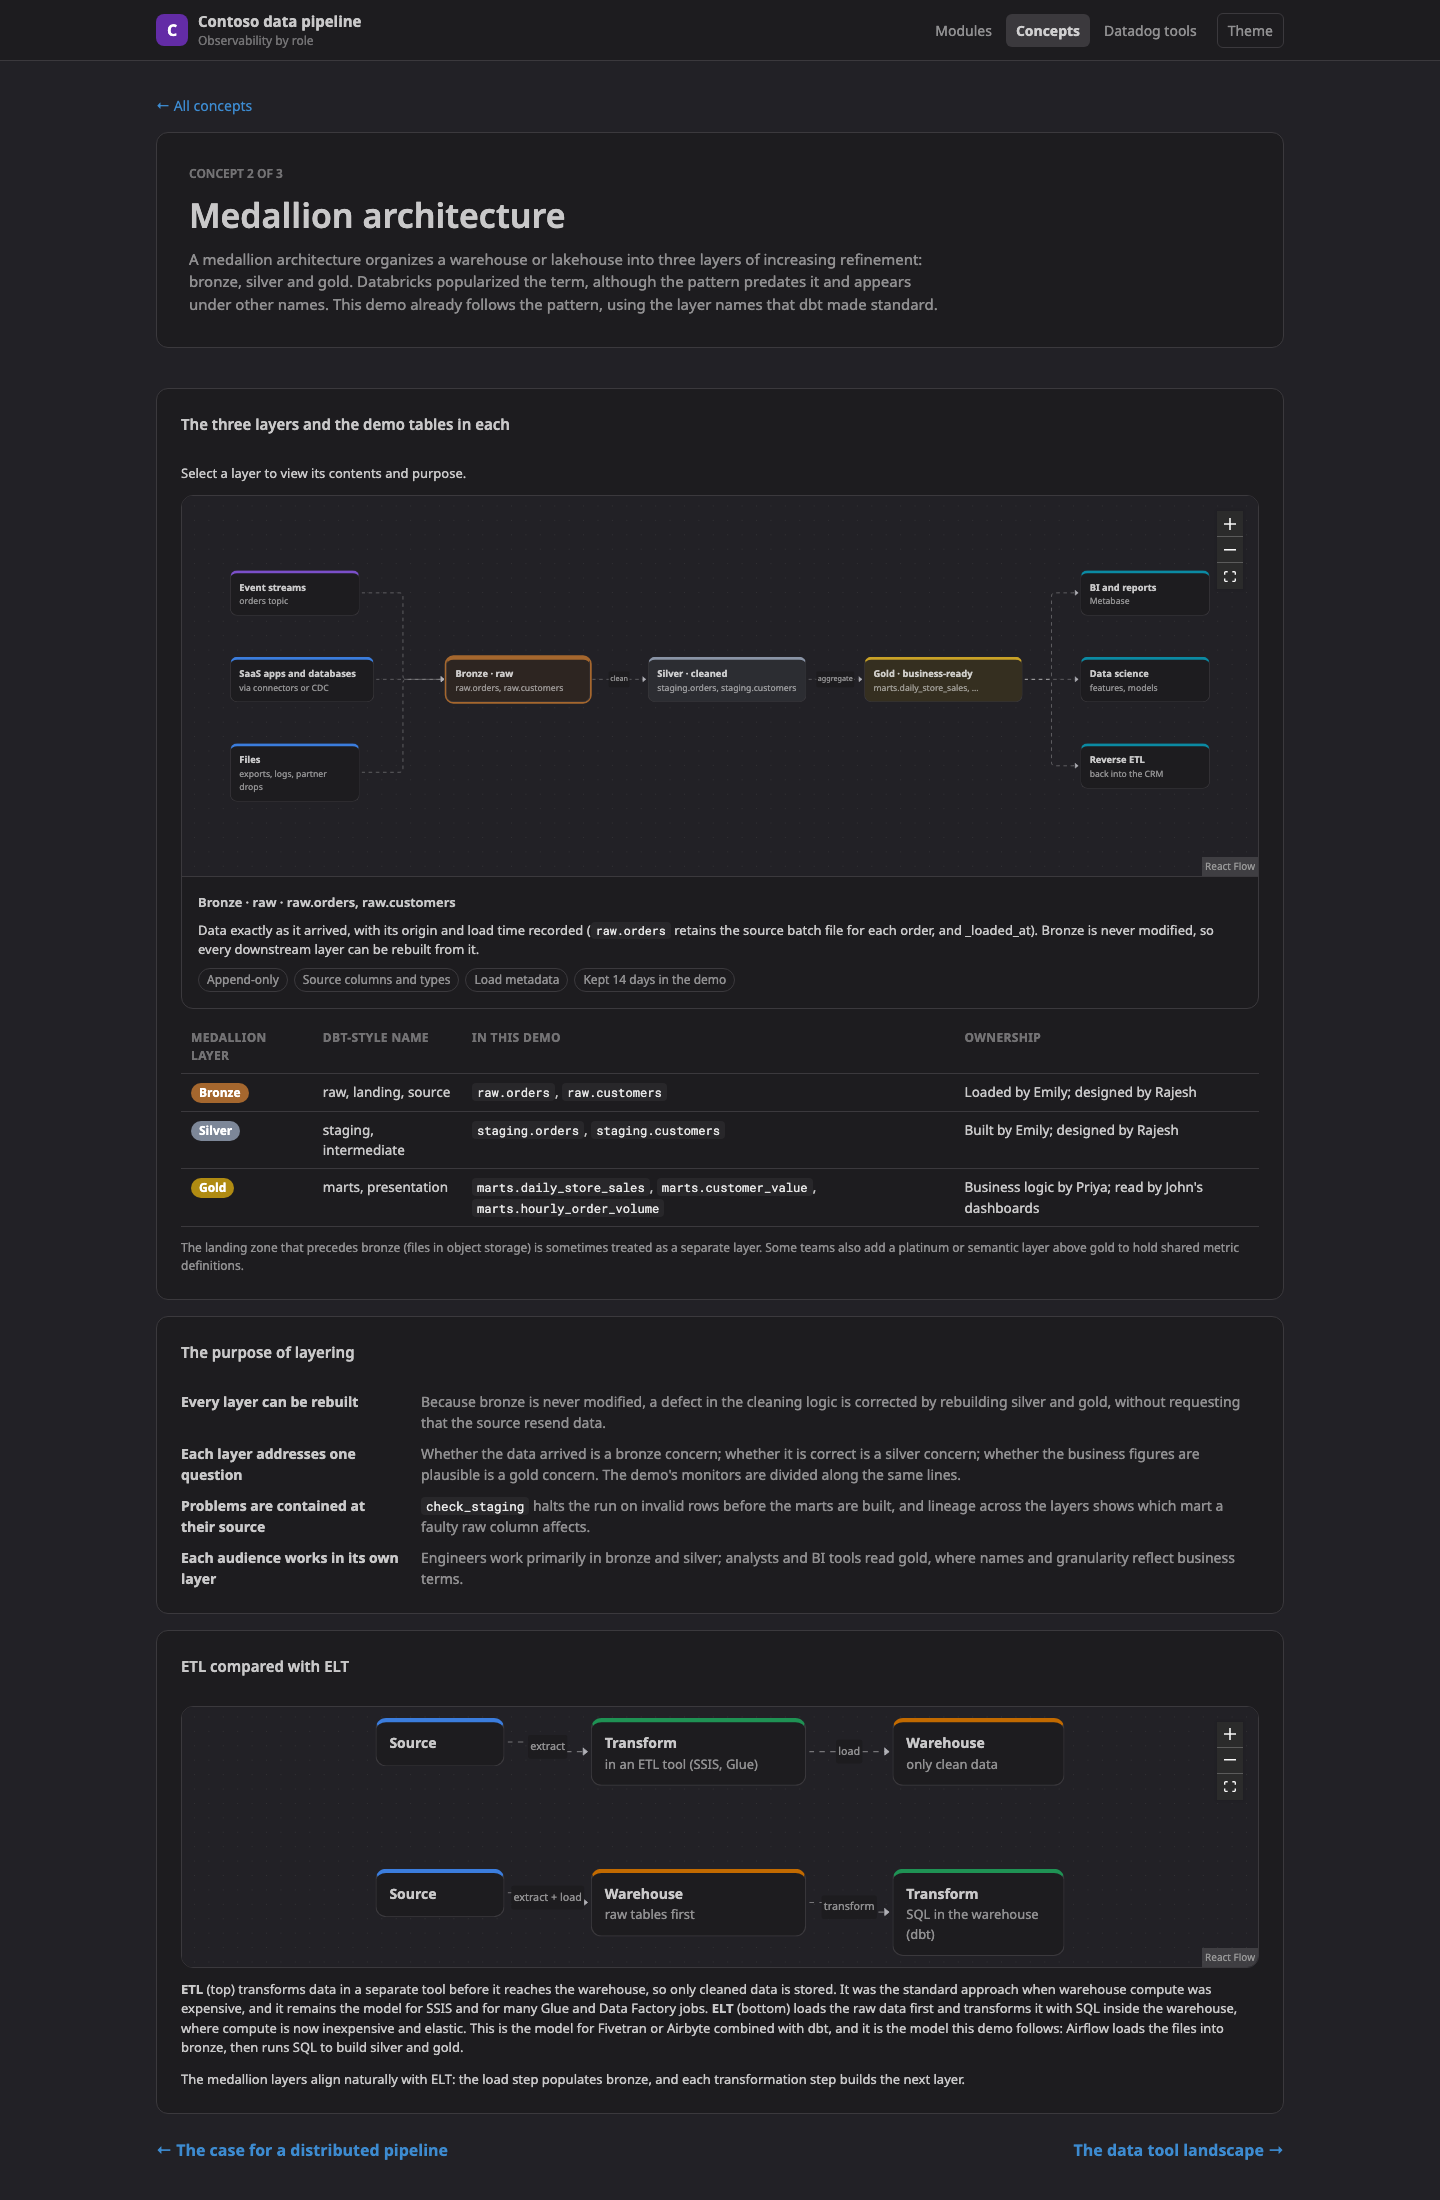 C
Contoso data pipeline
Observability by role
Modules
Concepts
Datadog tools
Theme
← All concepts
CONCEPT 2 OF 3
Medallion architecture
A medallion architecture organizes a warehouse or lakehouse into three layers of increasing refinement:
bronze, silver and gold. Databricks popularized the term, although the pattern predates it and appears
under other names. This demo already follows the pattern, using the layer names that dbt made standard.
The three layers and the demo tables in each
Select a layer to view its contents and purpose.
Event streams
orders topic
SaaS apps and databases
via connectors or CDC
Files
exports, logs, partner
drops
Bronze · raw
raw.orders, raw.customers
clean
Silver · cleaned
staging.orders, staging.customers
aggregate
Gold · business-ready
marts.daily_store_sales, ...
BI and reports
Metabase
Data science
features, models
Reverse ETL
back into the CRM
React Flow
Bronze · raw · raw.orders, raw.customers
Data exactly as it arrived, with its origin and load time recorded ( raw.orders retains the source batch file for each order, and _loaded_at). Bronze is never modified, so
every downstream layer can be rebuilt from it.
Append-only
Source columns and types
Load metadata
Kept 14 days in the demo
MEDALLION
LAYER
DBT-STYLE NAME
IN THIS DEMO
OWNERSHIP
Bronze
raw, landing, source
raw.orders, raw.customers
Loaded by Emily; designed by Rajesh
Silver
staging,
intermediate
staging.orders, staging.customers
Built by Emily; designed by Rajesh
Gold
marts, presentation
marts.daily_store_sales, marts.customer_value,
marts.hourly_order_volume
Business logic by Priya; read by John's
dashboards
The landing zone that precedes bronze (files in object storage) is sometimes treated as a separate layer. Some teams also add a platinum or semantic layer above gold to hold shared metric
definitions.
The purpose of layering
Every layer can be rebuilt
Because bronze is never modified, a defect in the cleaning logic is corrected by rebuilding silver and gold, without requesting
that the source resend data.
Each layer addresses one
question
Whether the data arrived is a bronze concern; whether it is correct is a silver concern; whether the business figures are
plausible is a gold concern. The demo's monitors are divided along the same lines.
Problems are contained at
their source
check_staging halts the run on invalid rows before the marts are built, and lineage across the layers shows which mart a
faulty raw column affects.
Each audience works in its own
layer
Engineers work primarily in bronze and silver; analysts and BI tools read gold, where names and granularity reflect business
terms.
ETL compared with ELT
Source
extract
Transform
in an ETL tool (SSIS, Glue)
load
Warehouse
only clean data
Source
extract + load
Warehouse
raw tables first
transform
Transform
SQL in the warehouse
(dbt)
React Flow
ETL (top) transforms data in a separate tool before it reaches the warehouse, so only cleaned data is stored. It was the standard approach when warehouse compute was
expensive, and it remains the model for SSIS and for many Glue and Data Factory jobs. ELT (bottom) loads the raw data first and transforms it with SQL inside the warehouse,
where compute is now inexpensive and elastic. This is the model for Fivetran or Airbyte combined with dbt, and it is the model this demo follows: Airflow loads the files into
bronze, then runs SQL to build silver and gold.
The medallion layers align naturally with ELT: the load step populates bronze, and each transformation step builds the next layer.
← The case for a distributed pipeline
The data tool landscape →